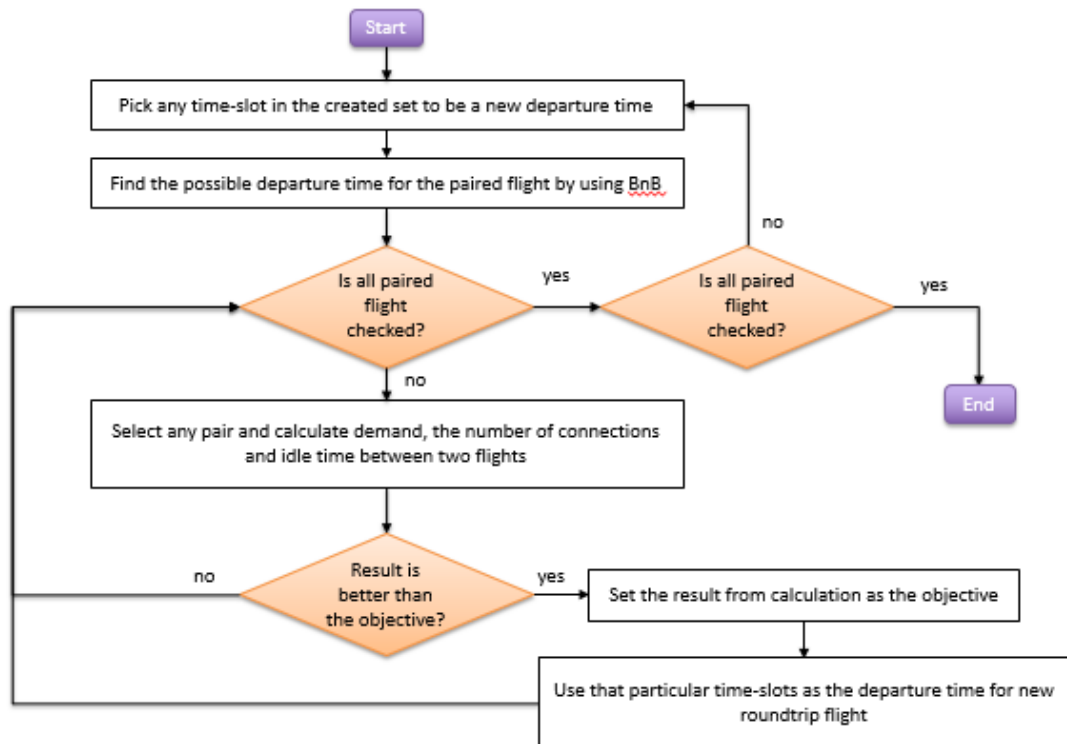 Start
Pick any time-slot in the created set to be a new departure time
Find the possible departure time for the paired flight by using BnB
no
Is all paired
flight
checked?
yes
Is all paired
flight
checked?
yes
no
End
Select any pair and calculate demand, the number of connections
and idle time between two flights
no
Result is
better than
the objective?
yes
Set the result from calculation as the objective
Use that particular time-slots as the departure time for new
roundtrip flight